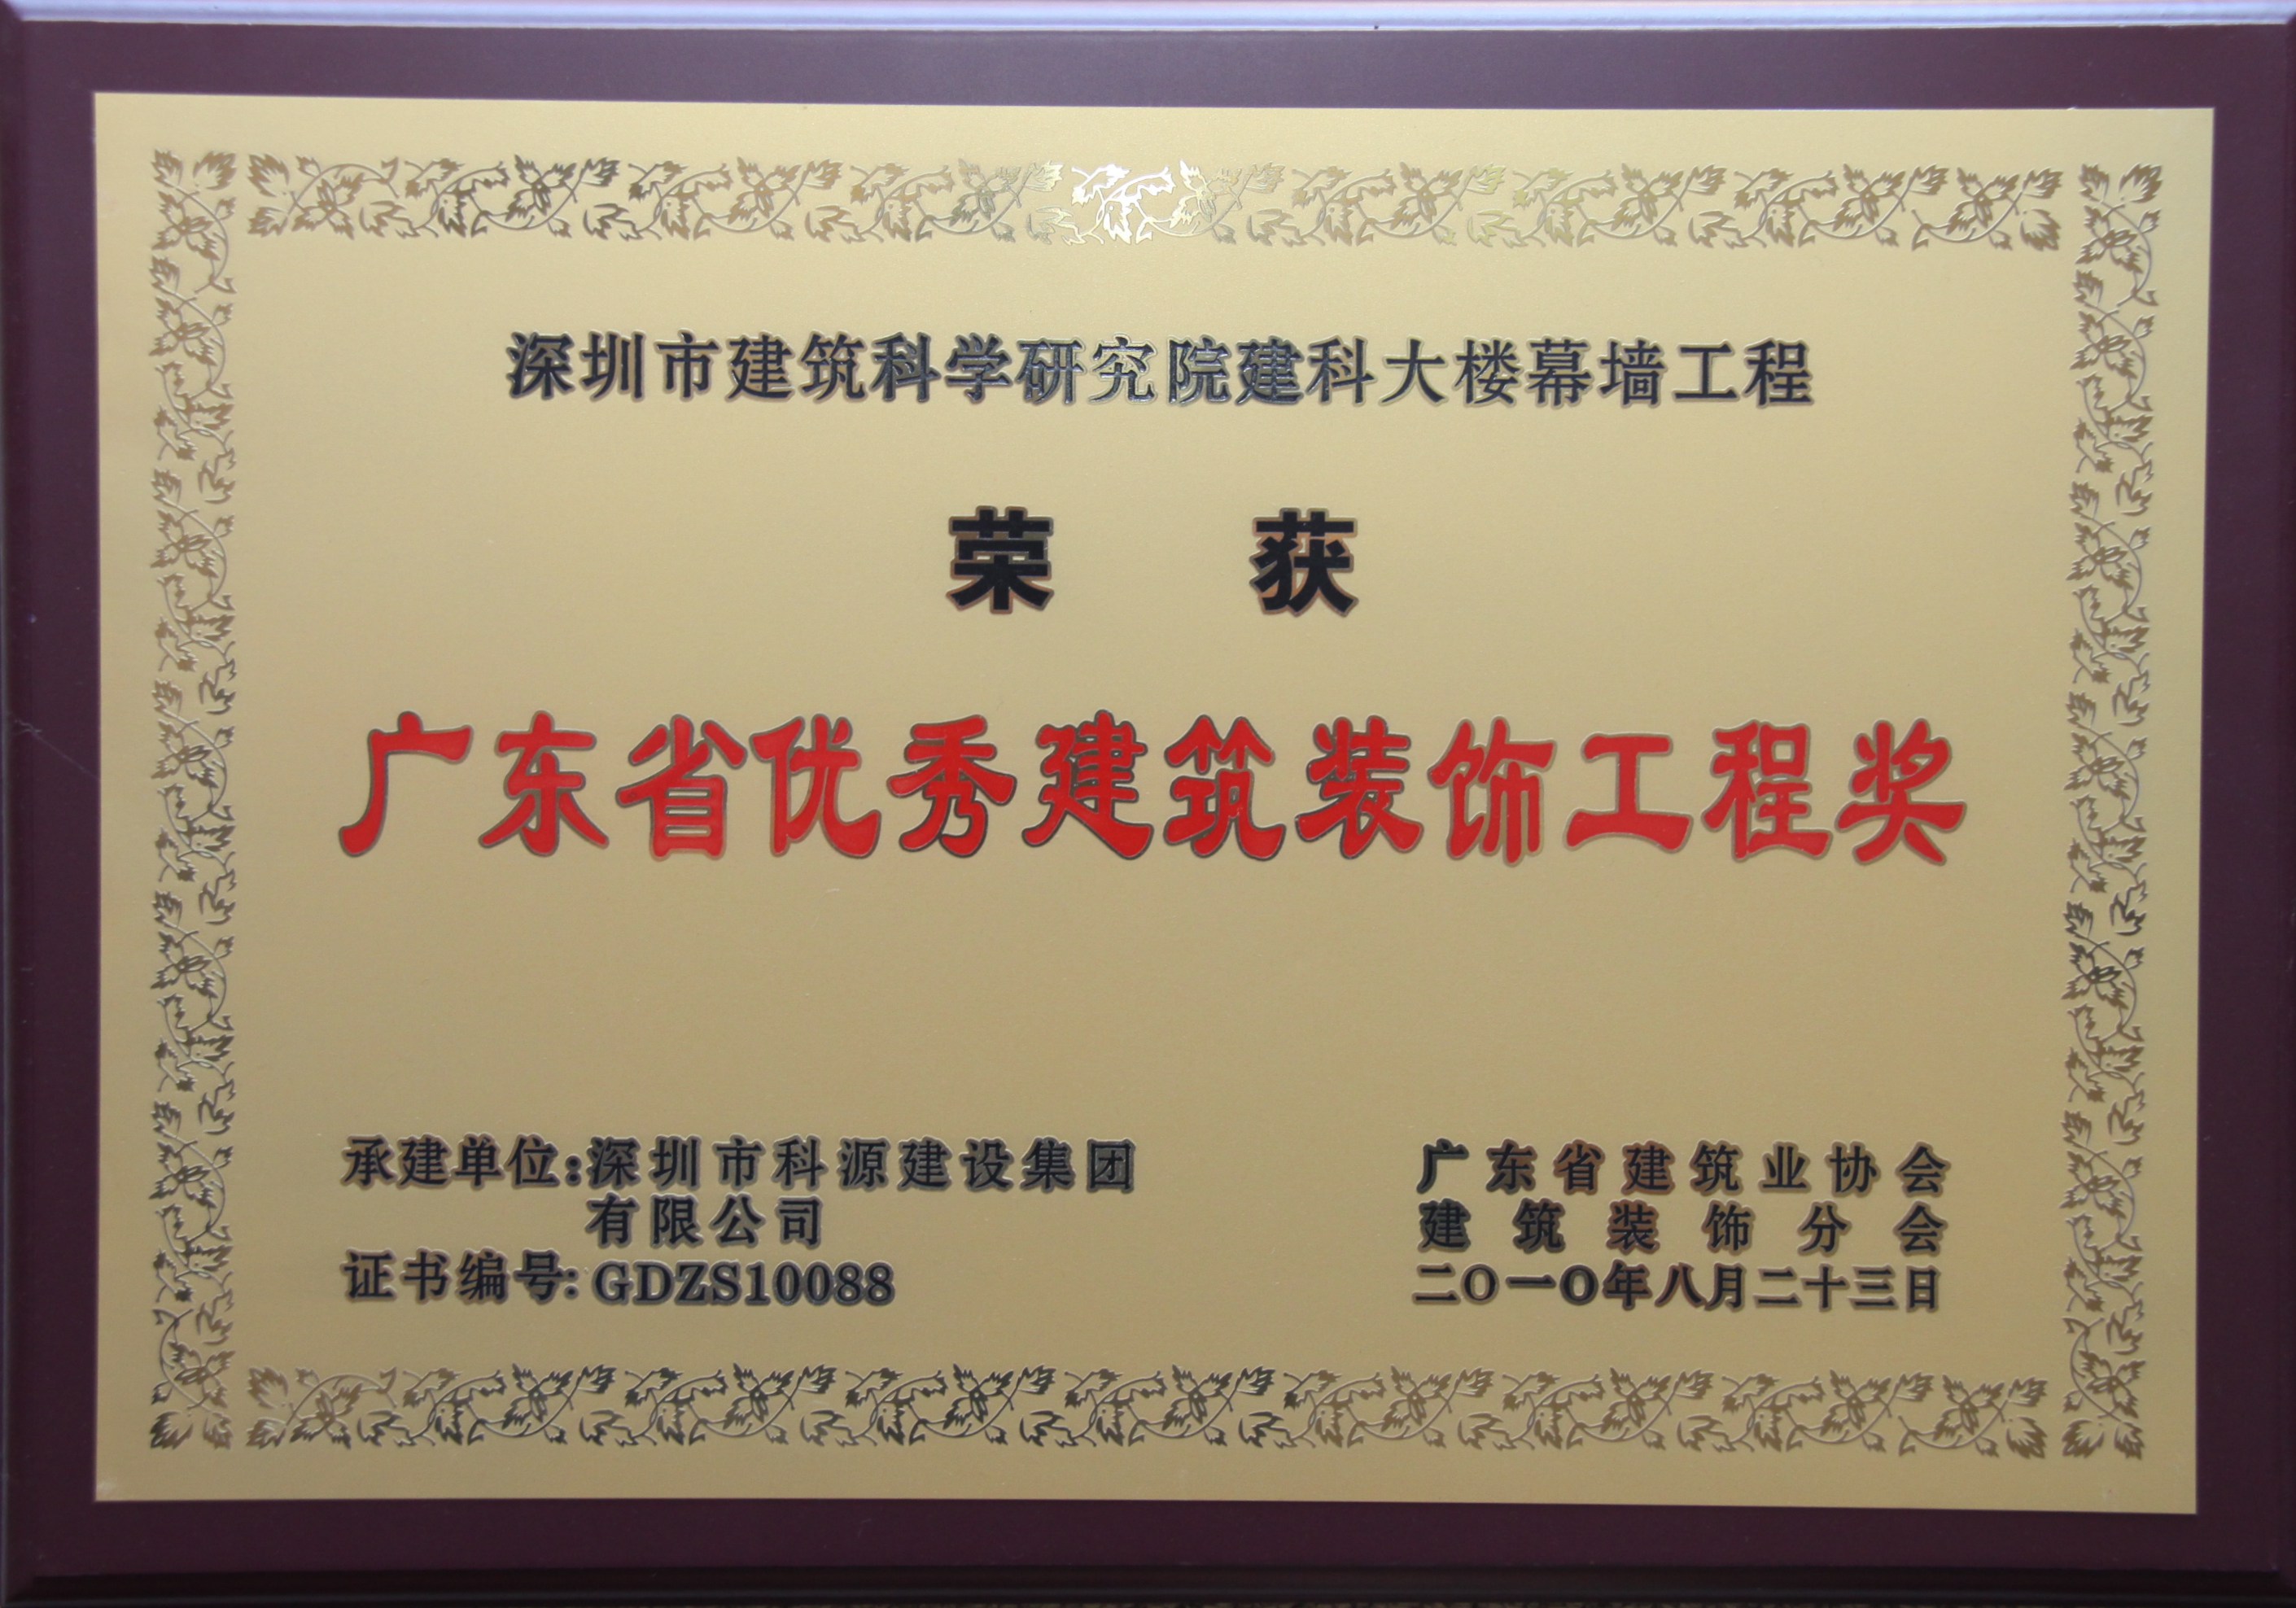 深圳市建筑科学研究院建科大楼幕墙工程
荣获
广东省优秀建筑装饰工程奖
承建单位:深圳市科源建设集团
有限公司
证书编号:GDZS10088
广东省建筑业协会
建筑装饰分会
二〇一〇年八月二十三日